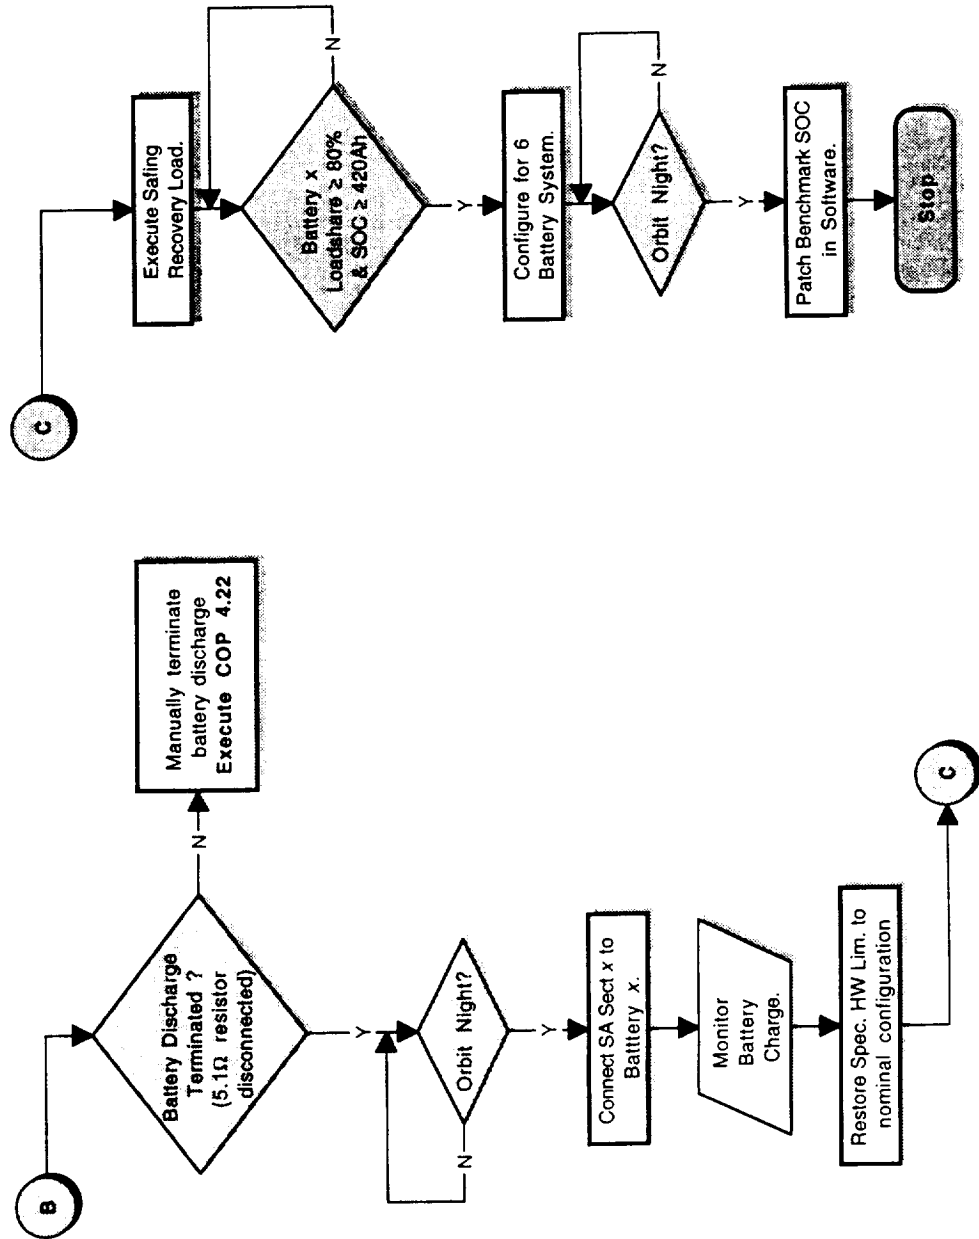 B
Battery Discharge
Terminated ?
(5.1Ω resistor
disconnected)
N
Manually terminate
battery discharge
Execute COP 4.22
Y
Orbit Night?
N
Y
Connect SA Sect x to
Batttery x.
Monitor
Battery
Charge.
Restore Spec. HW Lim. to
nominal configuration
C
C
Execute Safing
Recovery Load.
Battery x
Loadshare ≥ 80%
& SOC ≥ 420Ah
N
Y
Configure for 6
Battery System.
Orbit Night?
N
Y
Patch Benchmark SOC
in Software.
Stop